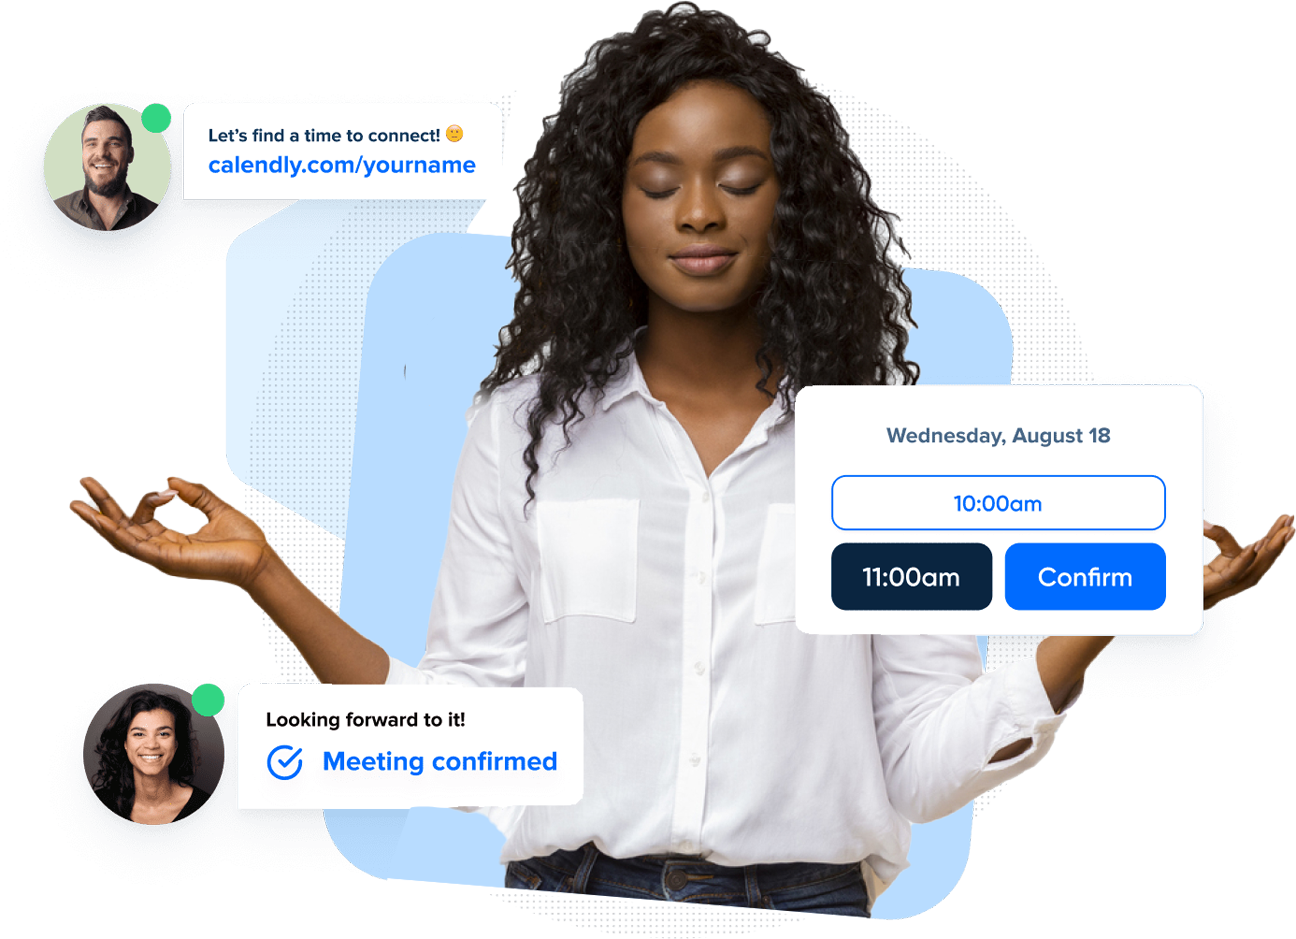 Let's find a time to connect! 🙂
calendly.com/yourname
Wednesday, August 18
10:00am
11:00am
Confirm
Looking forward to it!
Meeting confirmed